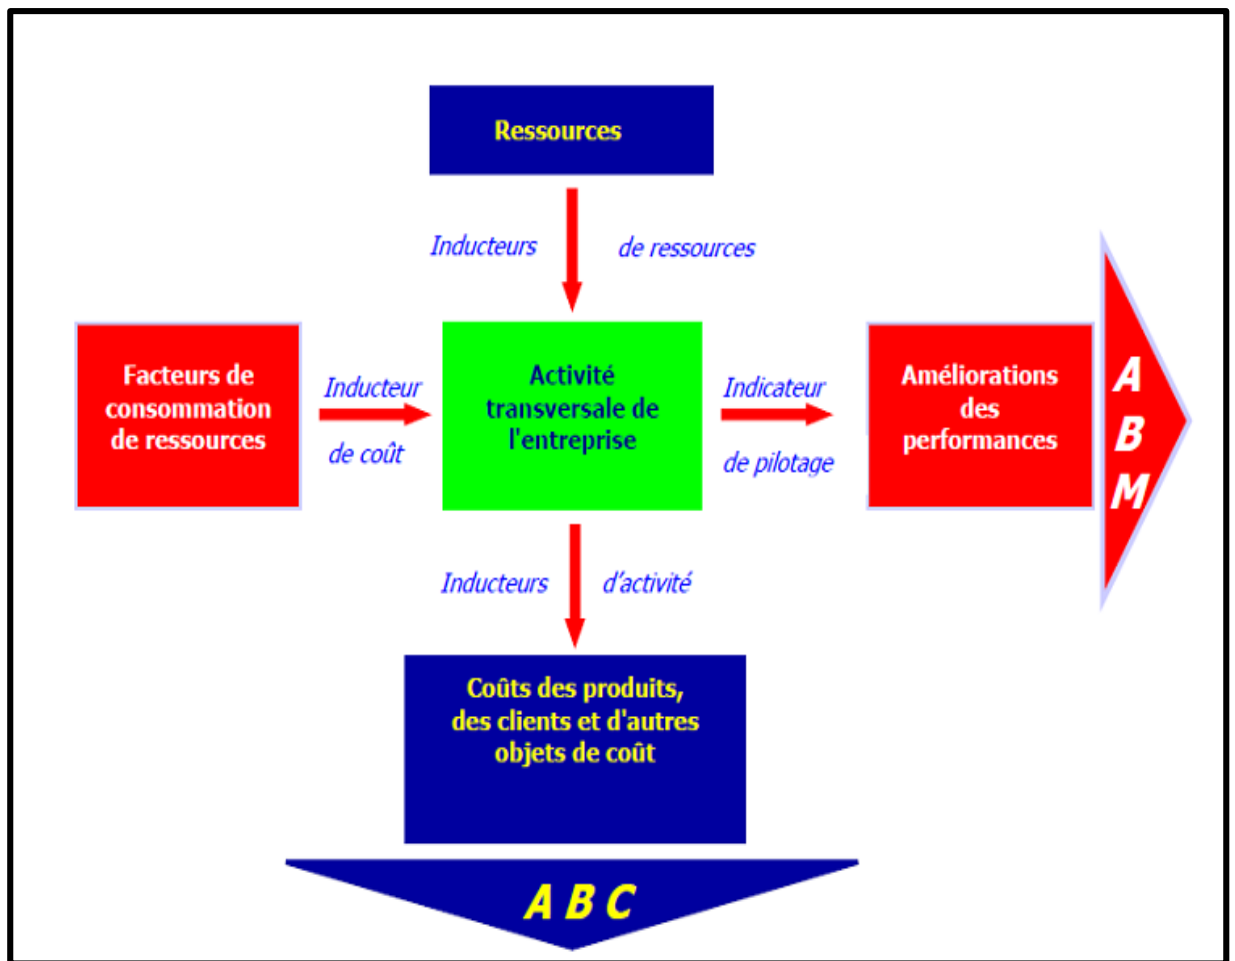 Ressources
Inducteurs de ressources
Facteurs de
consommation
de ressources
Inducteur
de coût
Activité
transversale de
l'entreprise
Indicateur
de pilotage
Améliorations
des
performances
A
B
M
Inducteurs d’activité
Coûts des produits,
des clients et d'autres
objets de coût
A B C